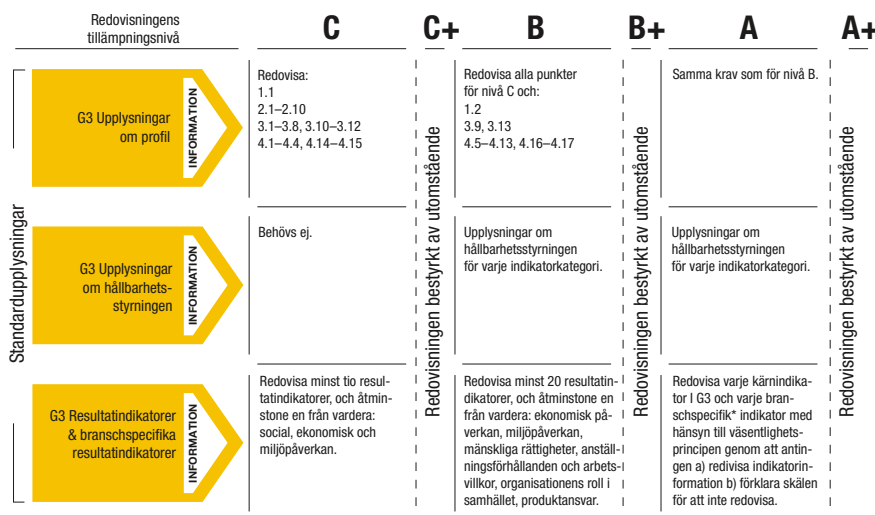 Redovisningens
tillämpningsnivå
C
C+
B
B+
A
A+
Standardupplysningar
G3 Upplysningar
om profil
INFORMATION
Redovisa:
1.1
2.1–2.10
3.1–3.8, 3.10–3.12
4.1–4.4, 4.14–4.15
Redovisa alla punkter
för nivå C och:
1.2
3.9, 3.13
4.5–4.13, 4.16–4.17
Samma krav som för nivå B.
G3 Upplysningar
om hållbarhets-
styrningen
INFORMATION
Behövs ej.
Upplysningar om
hållbarhetsstyrningen
för varje indikatorkategori.
Upplysningar om
hållbarhetsstyrningen
för varje indikatorkategori.
G3 Resultatindikatorer
& branschspecifika
resultatindikatorer
INFORMATION
Redovisa minst tio resul-
tatindikatorer, och åtmin-
stone en från vardera:
social, ekonomisk och
miljöpåverkan.
Redovisa minst 20 resultatin-
dikatorer, och åtminstone en
från vardera: ekonomisk på-
verkan, miljöpåverkan,
mänskliga rättigheter, anställ-
ningsförhållanden och arbets-
villkor, organisationens roll i
samhället, produktansvar.
Redovisa varje kärnindika-
tor I G3 och varje bran-
schspecifik* indikator med
hänsyn till väsentlighets-
principen genom att antin-
gen a) redivisa indikatorin-
formation b) förklara skälen
för att inte redovisa.
Redovisningen bestyrkt av utomstående
Redovisningen bestyrkt av utomstående
Redovisningen bestyrkt av utomstående